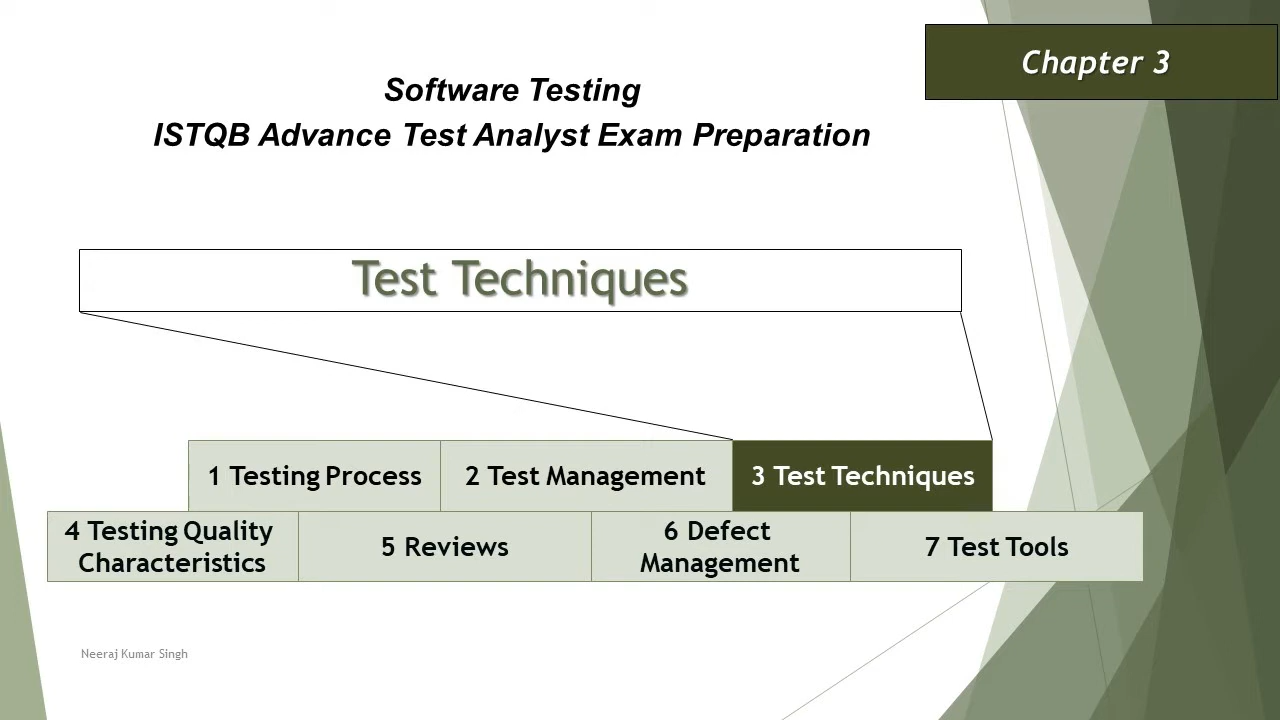 Chapter 3
Software Testing
ISTQB Advance Test Analyst Exam Preparation
Test Techniques
1 Testing Process
2 Test Management
3 Test Techniques
4 Testing Quality
Characteristics
5 Reviews
6 Defect
Management
7 Test Tools
Neeraj Kumar Singh